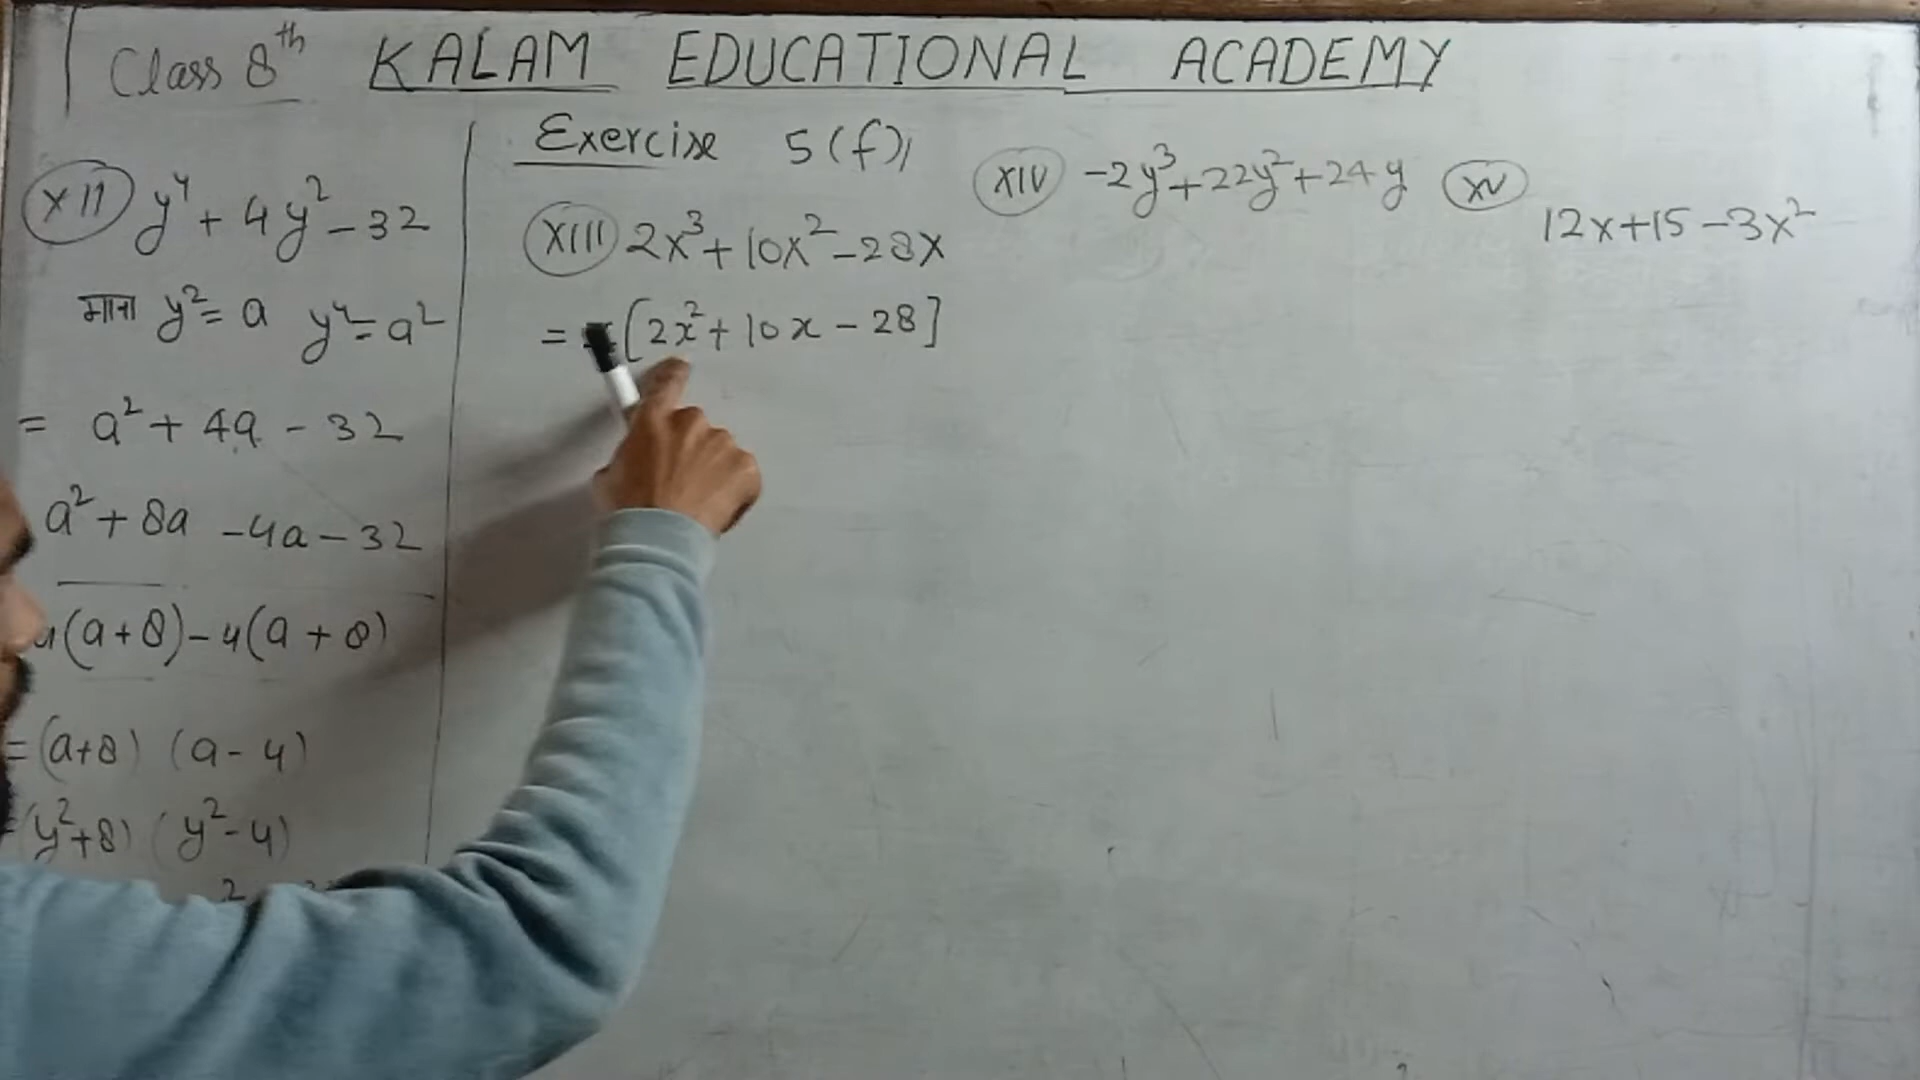 Class 8th KALAM EDUCATIONAL ACADEMY
Exercise 5(f)
XII y⁴ + 4y² - 32
माना y² = a y⁴ = a²
= a² + 4a - 32
a² + 8a - 4a - 32
(a+8) - 4(a + 8)
= (a+8) (a - 4)
= (y²+8) (y² - 4)
XIII 2x³ + 10x² - 28x
= [2x² + 10x - 28]
XIV -2y³ + 22y² + 24y
XV
12x + 15 - 3x²